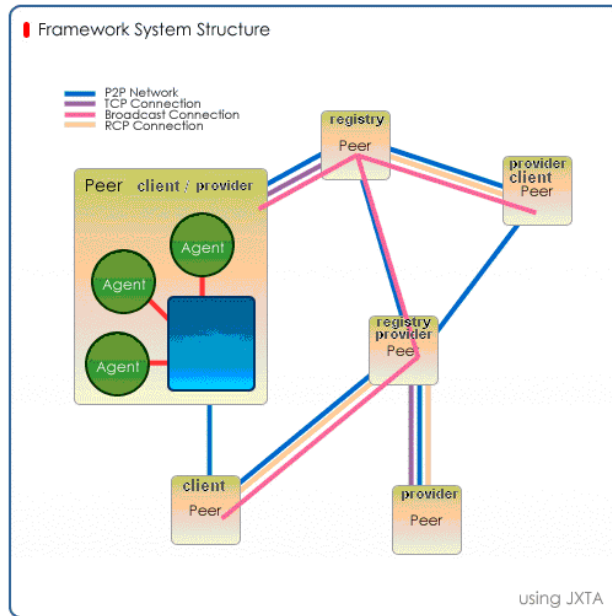 Framework System Structure
P2P Network
TCP Connection
Broadcast Connection
RCP Connection
registry
Peer
provider
client
Peer
Peer client / provider
Agent
Agent
Agent
registry
provider
Peer
client
Peer
provider
Peer
using JXTA